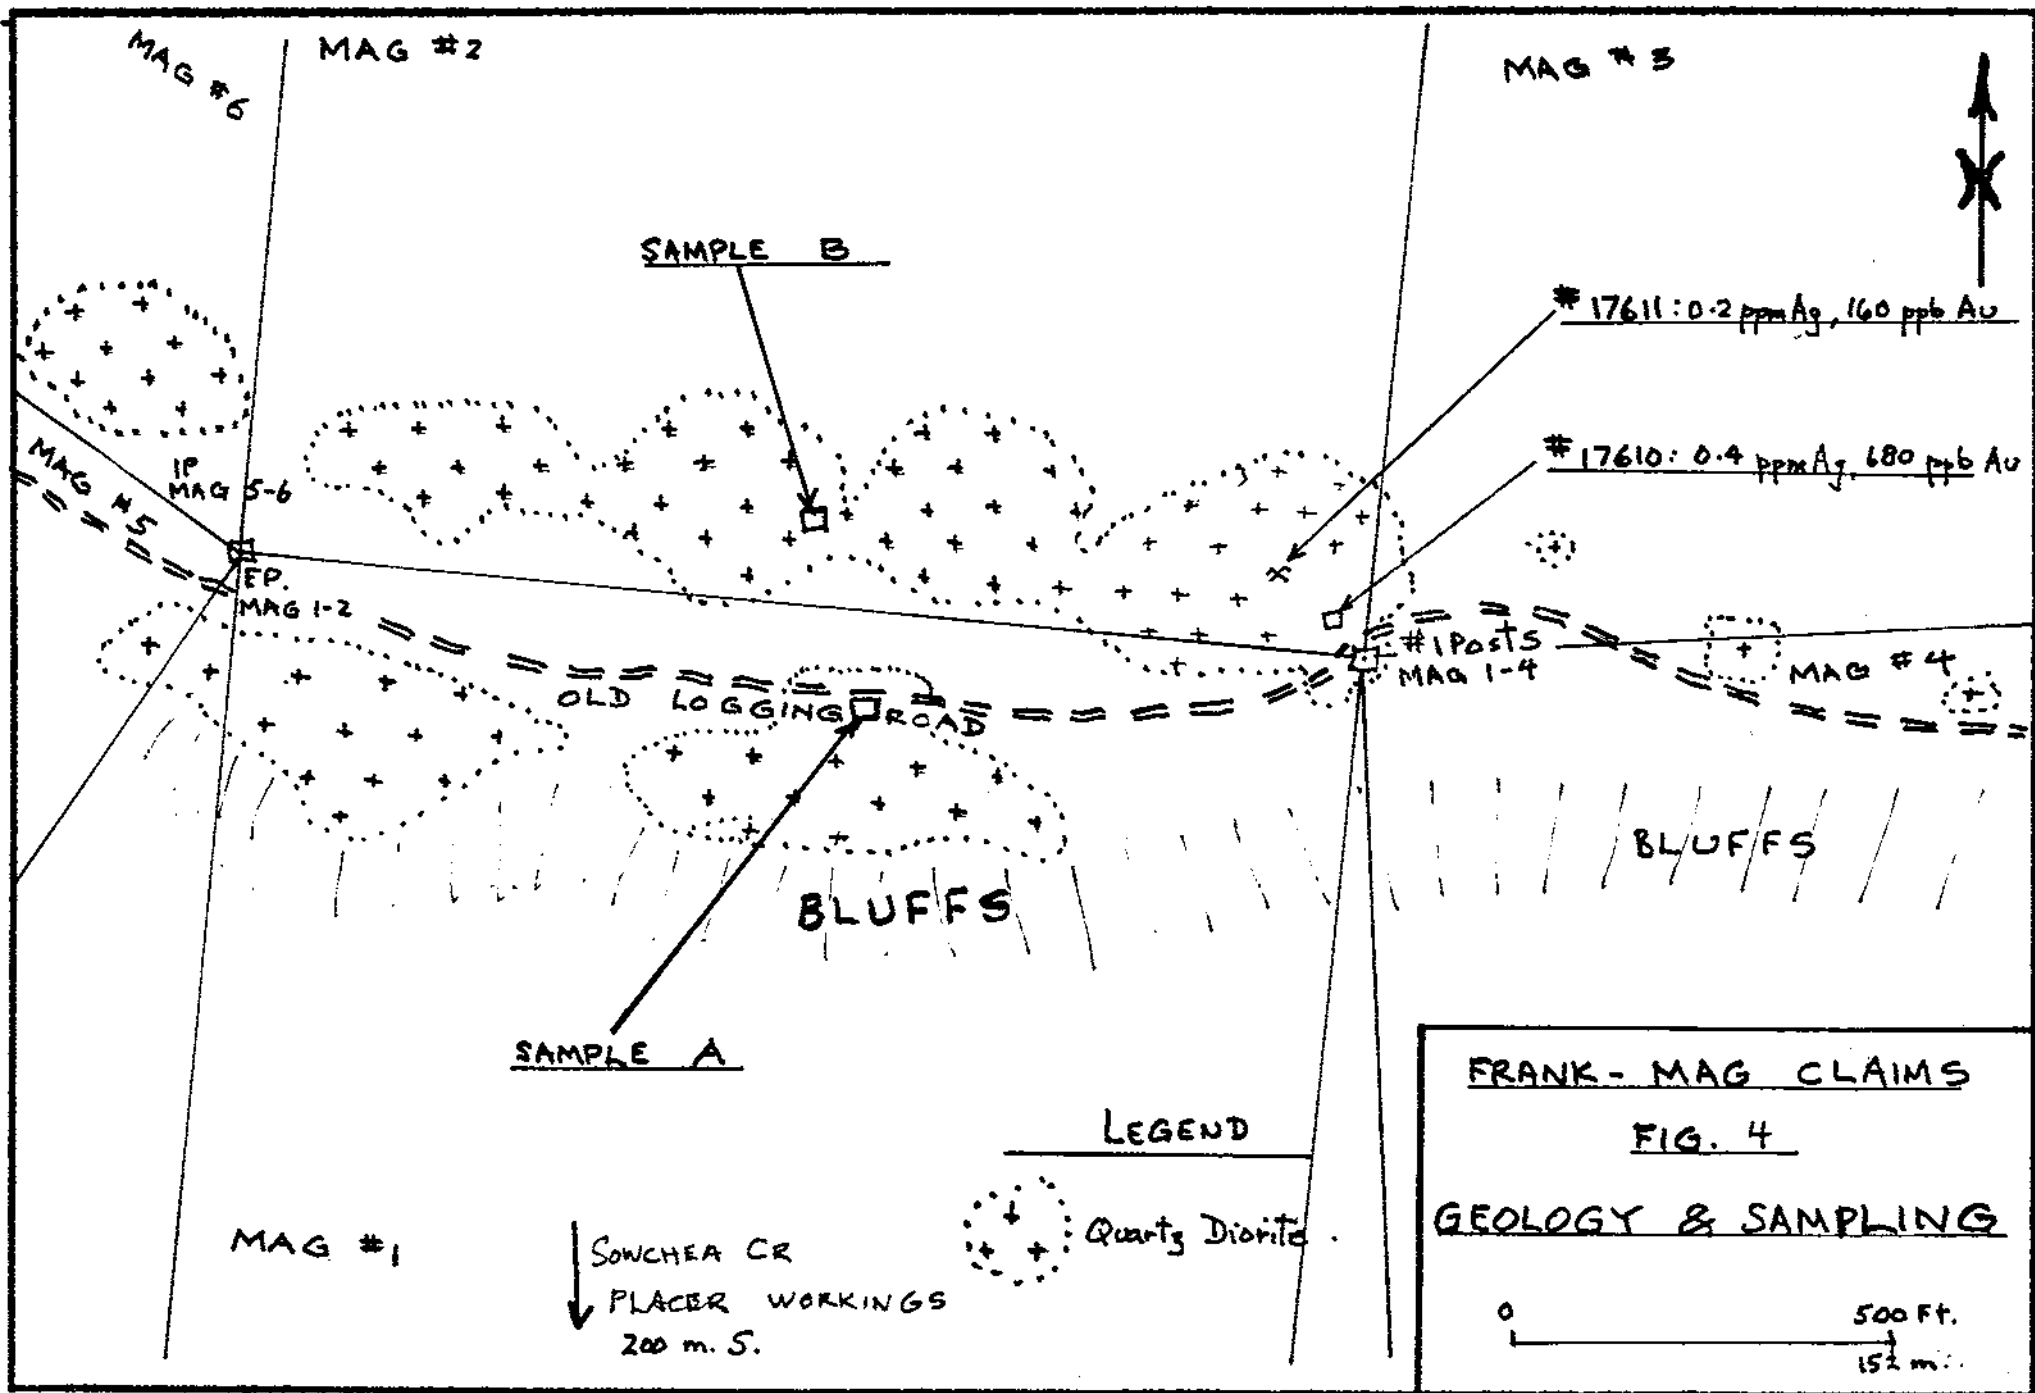 MAG #6
MAG #2
MAG # 3
SAMPLE B
# 17611: 0.2 ppm Ag, 160 ppb Au
# 17610: 0.4 ppm Ag, 680 ppb Au
MAG #5
IP
MAG 5-6
EP.
MAG 1-2
#1 Posts
MAG 1-4
MAG #4
OLD LOGGING ROAD
BLUFFS
BLUFFS
SAMPLE A
MAG #1
SOWCHEA CR
PLACER WORKINGS
200 m. S.
LEGEND
Quartz Diorite.
FRANK - MAG CLAIMS
FIG. 4
GEOLOGY & SAMPLING
0 500 Ft.
152 m.